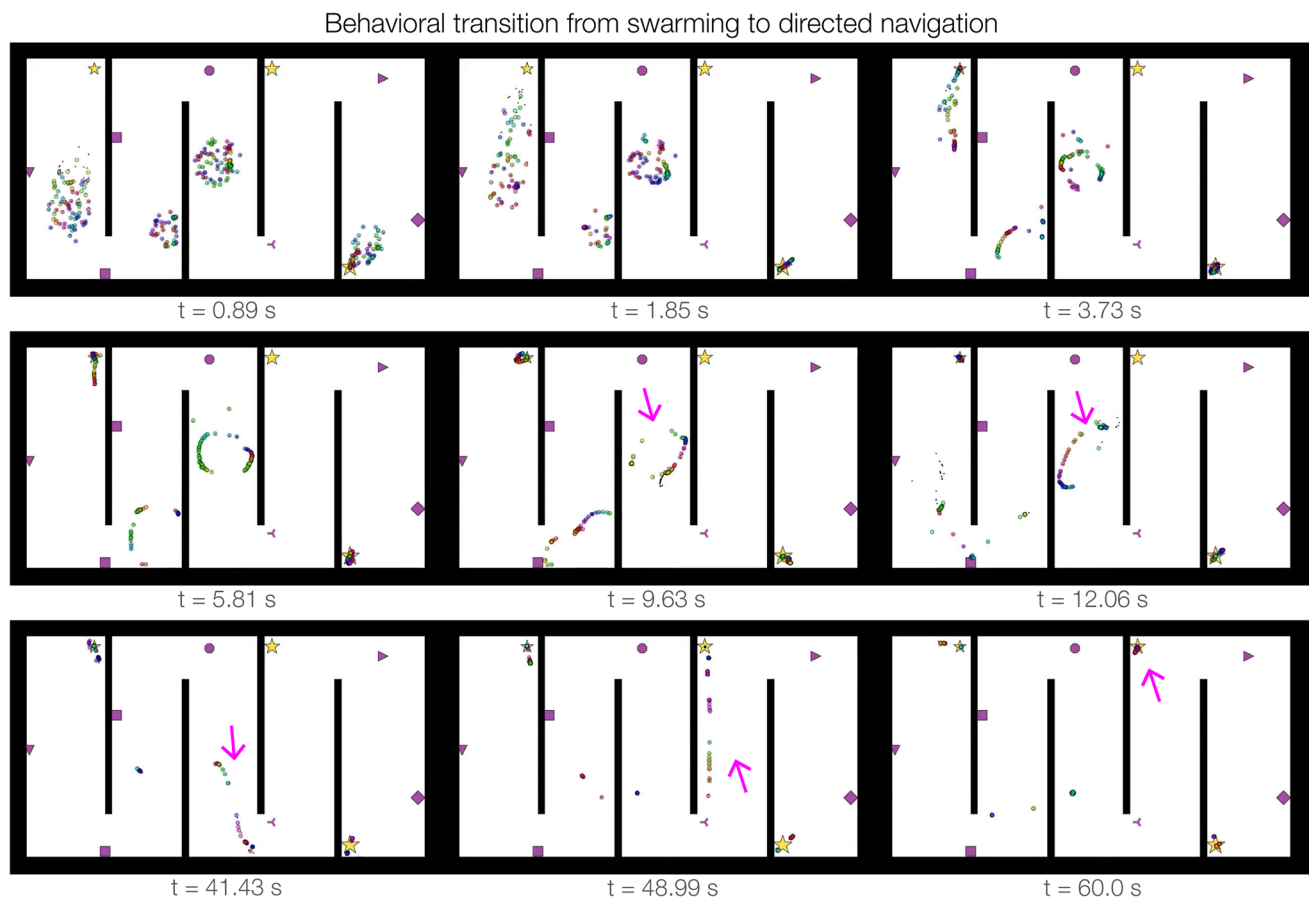 Behavioral transition from swarming to directed navigation
t = 0.89 s
t = 1.85 s
t = 3.73 s
t = 5.81 s
t = 9.63 s
t = 12.06 s
t = 41.43 s
t = 48.99 s
t = 60.0 s